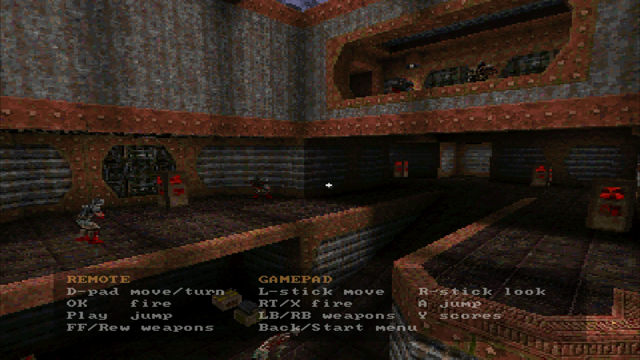 REMOTE GAMEPAD
D-pad move/turn L-stick move R-stick look
OK fire RT/X fire A jump
Play jump LB/RB weapons Y scores
FF/Rew weapons Back/Start menu